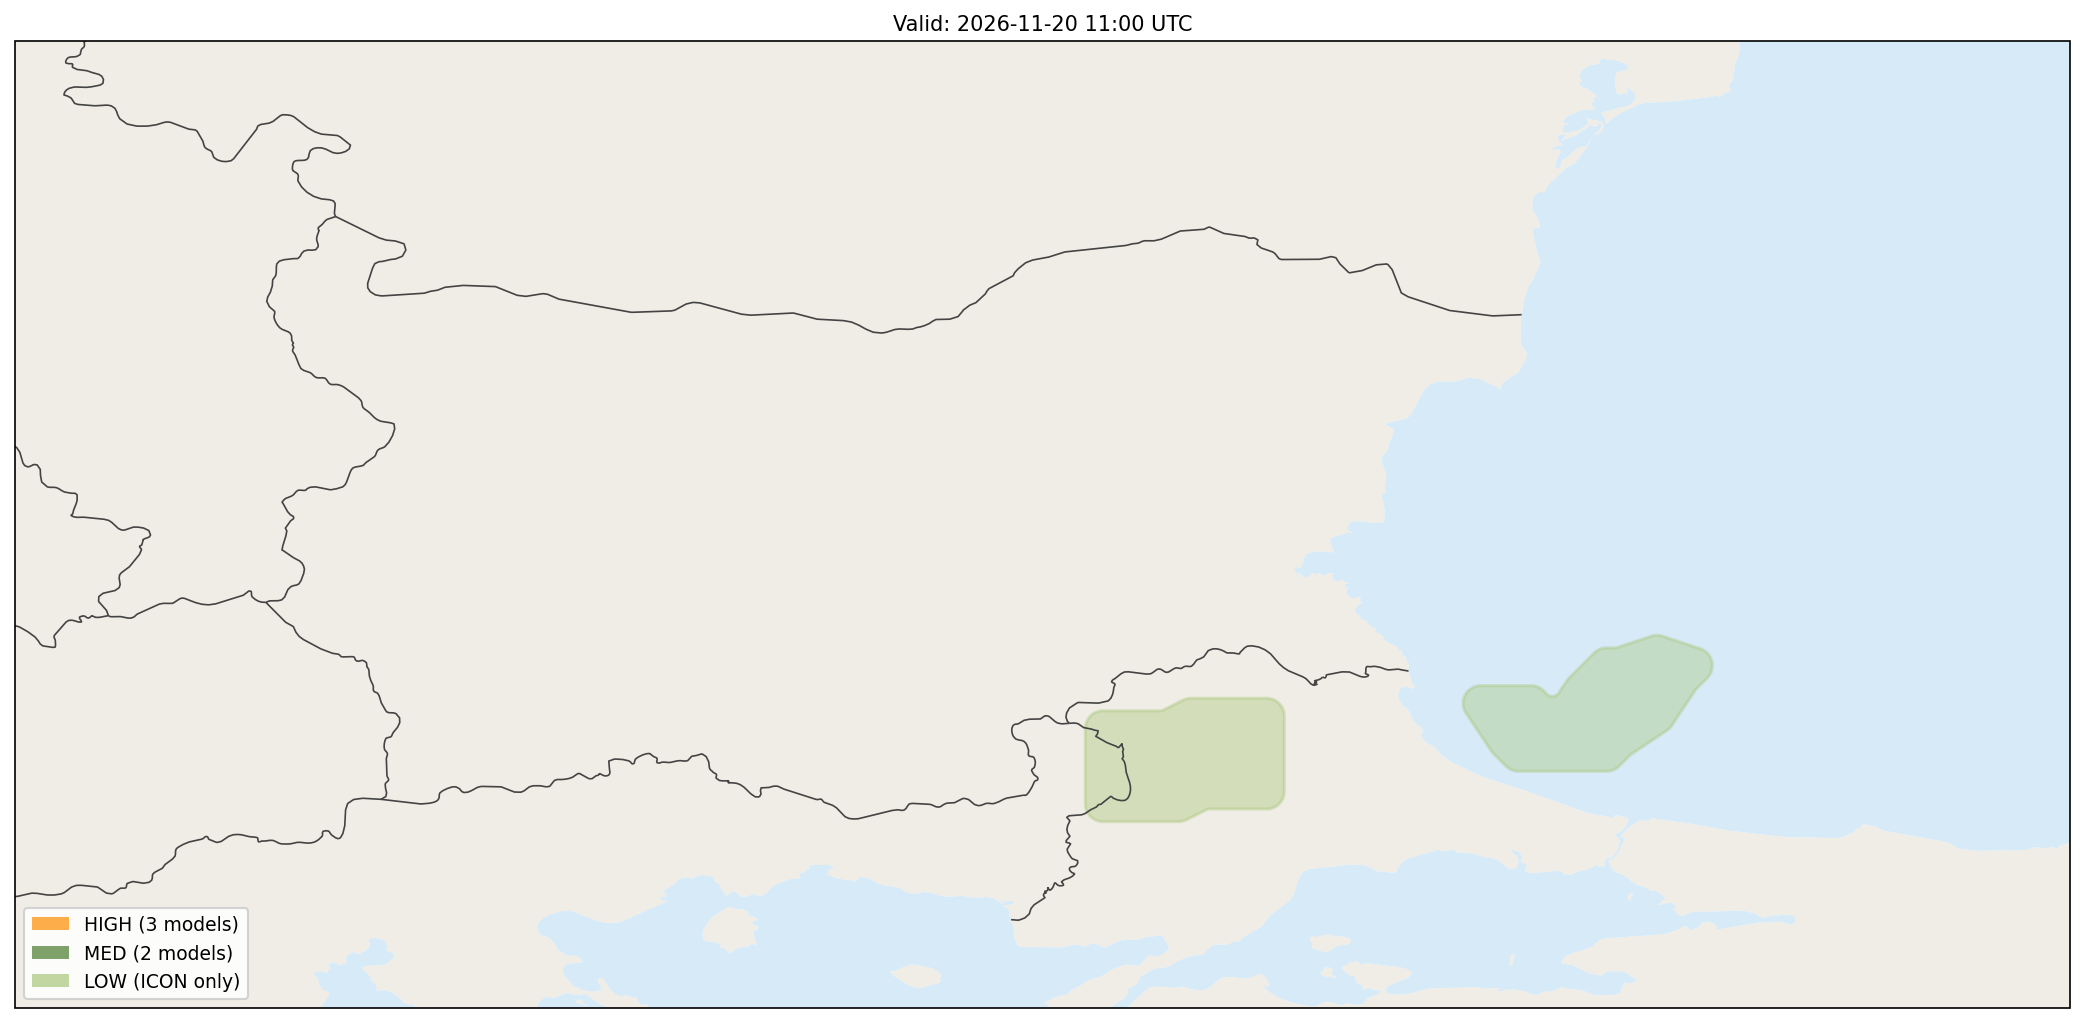 Valid: 2026-11-20 11:00 UTC
HIGH (3 models)
MED (2 models)
LOW (ICON only)